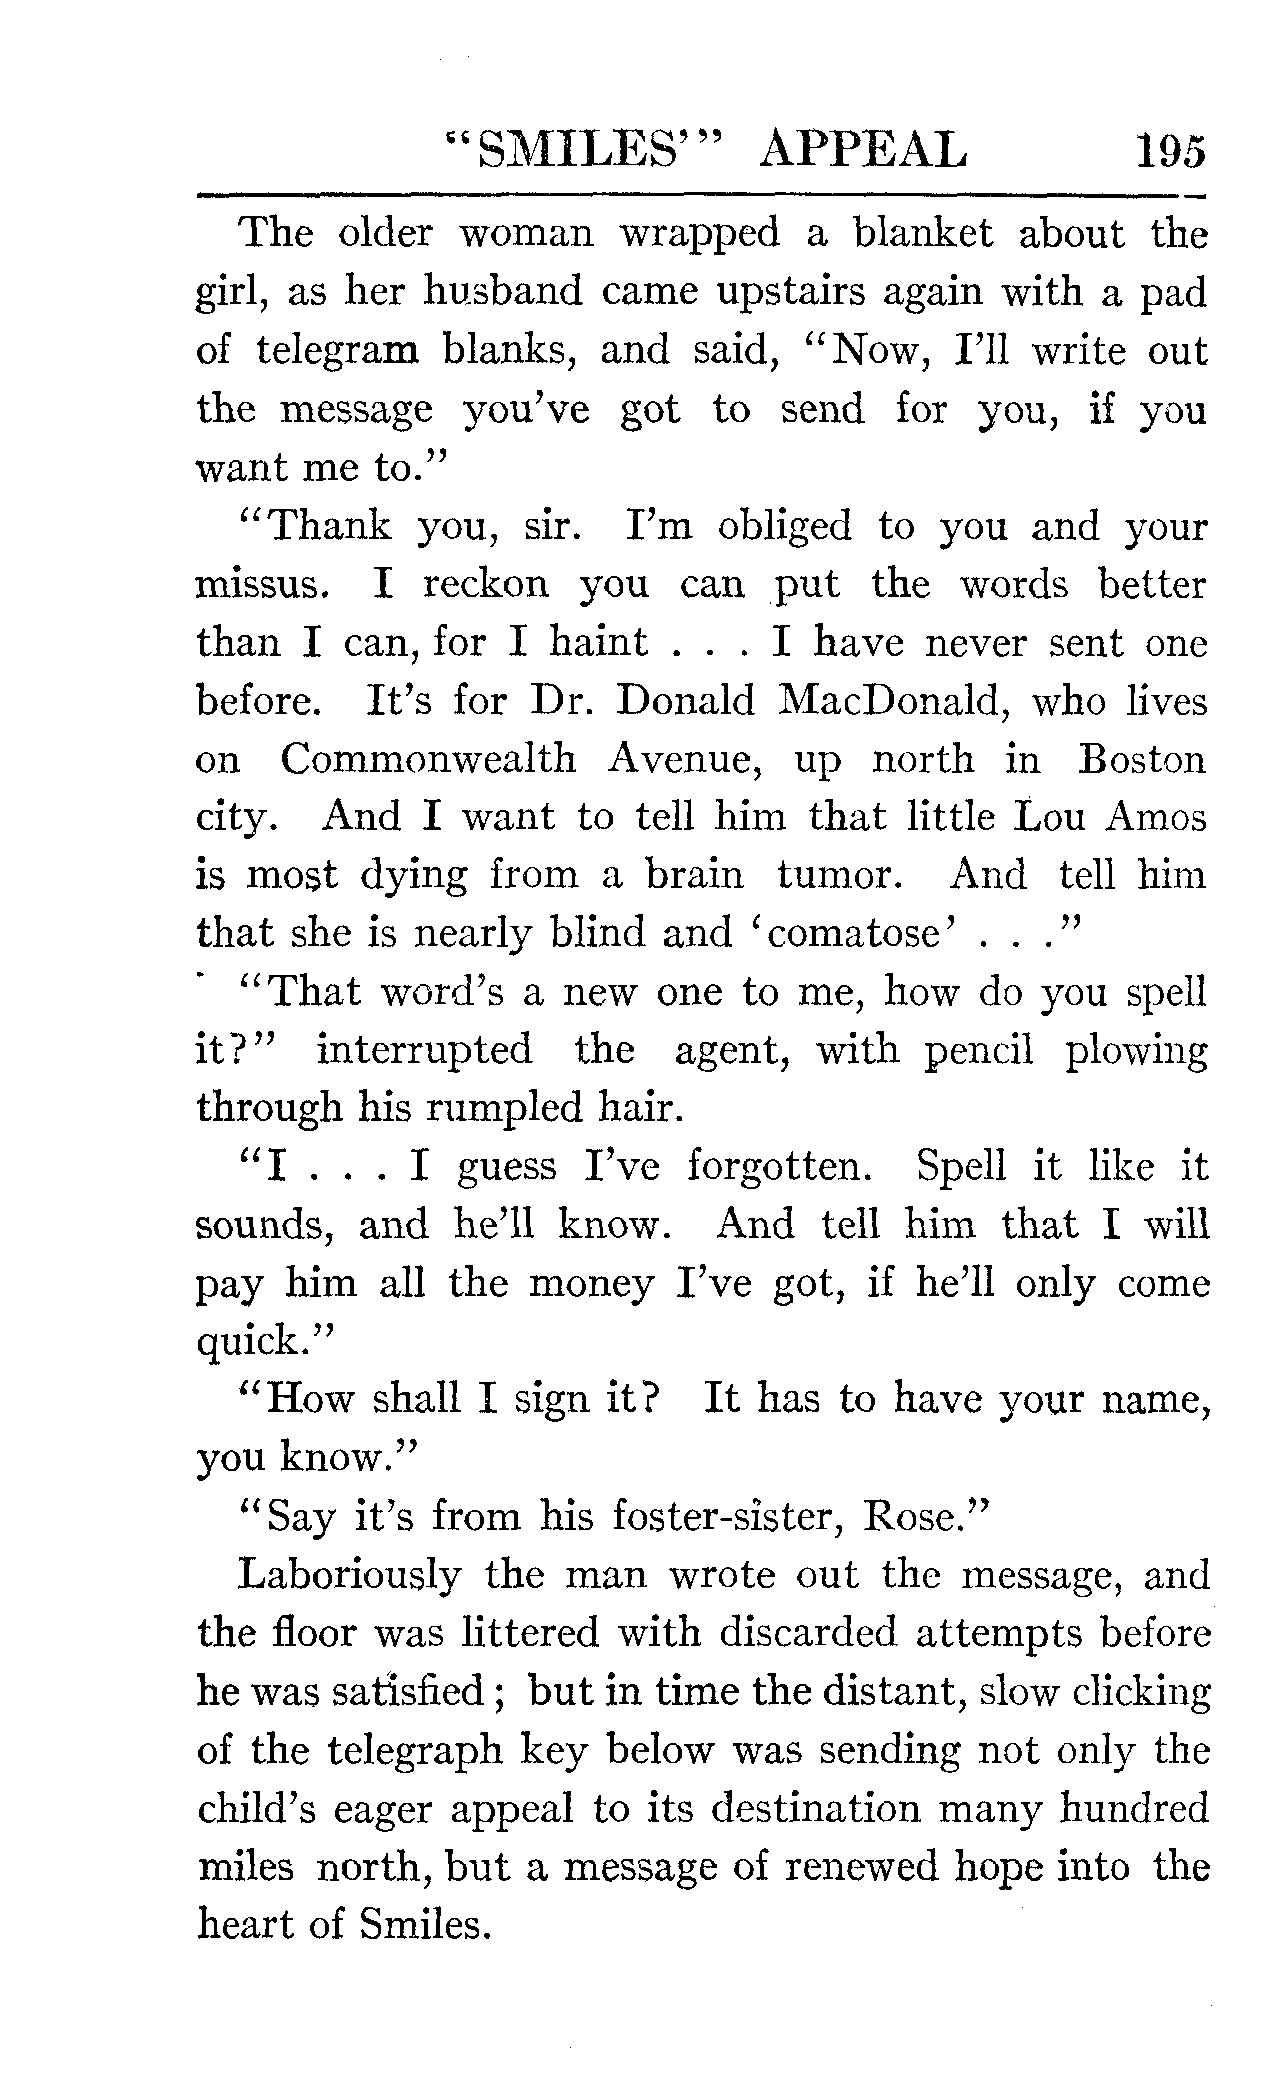 "SMILES'" APPEAL 195
The older woman wrapped a blanket about the
girl, as her husband came upstairs again with a pad
of telegram blanks, and said, "Now, I'll write out
the message you've got to send for you, if you
want me to."
"Thank you, sir. I'm obliged to you and your
missus. I reckon you can put the words better
than I can, for I haint . . . I have never sent one
before. It's for Dr. Donald MacDonald, who lives
on Commonwealth Avenue, up north in Boston
city. And I want to tell him that little Lou Amos
is most dying from a brain tumor. And tell him
that she is nearly blind and 'comatose' . . ."
"That word's a new one to me, how do you spell
it?" interrupted the agent, with pencil plowing
through his rumpled hair.
"I . . . I guess I've forgotten. Spell it like it
sounds, and he'll know. And tell him that I will
pay him all the money I've got, if he'll only come
quick."
"How shall I sign it? It has to have your name,
you know."
"Say it's from his foster-sister, Rose."
Laboriously the man wrote out the message, and
the floor was littered with discarded attempts before
he was satisfied; but in time the distant, slow clicking
of the telegraph key below was sending not only the
child's eager appeal to its destination many hundred
miles north, but a message of renewed hope into the
heart of Smiles.